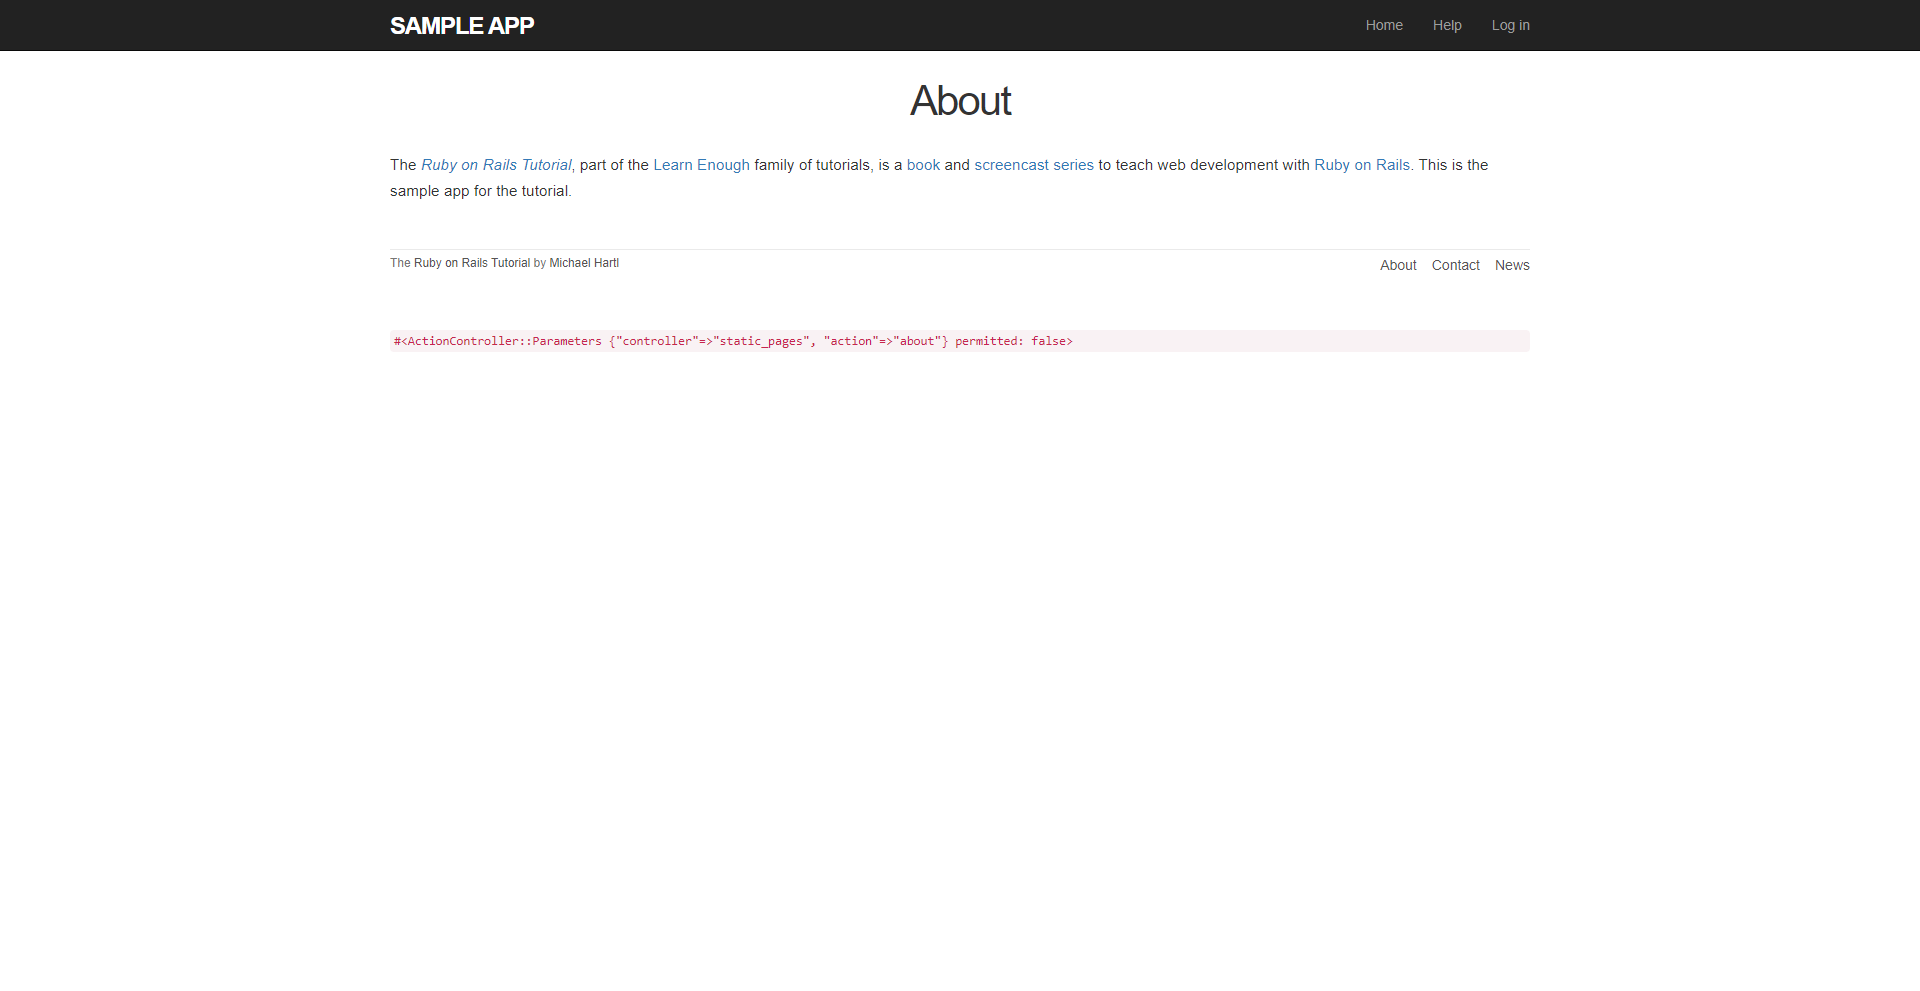 SAMPLE APP
Home Help Log in
About
The Ruby on Rails Tutorial, part of the Learn Enough family of tutorials, is a book and screencast series to teach web development with Ruby on Rails. This is the
sample app for the tutorial.
The Ruby on Rails Tutorial by Michael Hartl
About Contact News
#<ActionController::Parameters {"controller"=>"static_pages", "action"=>"about"} permitted: false>